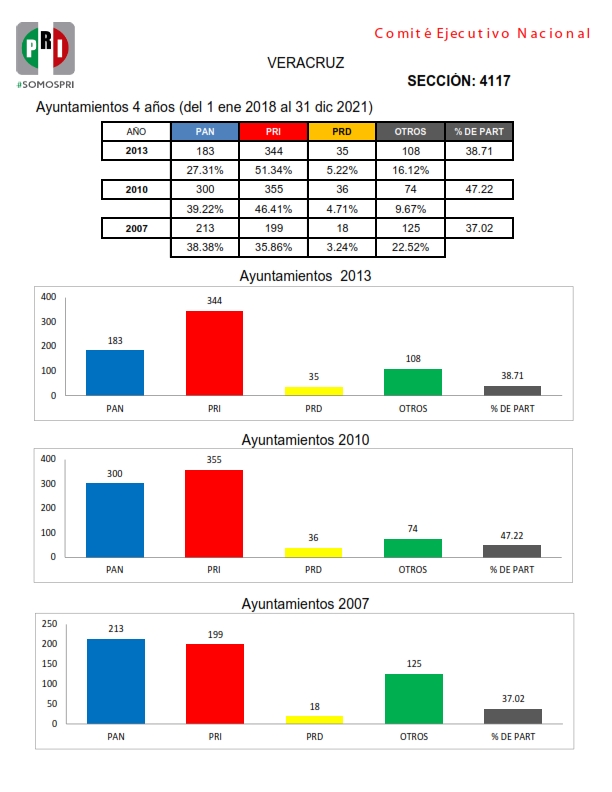 Comité Ejecutivo Nacional
PRI
#SOMOSPRI
VERACRUZ
SECCIÓN: 4117
Ayuntamientos 4 años (del 1 ene 2018 al 31 dic 2021)
AÑO PAN PRI PRD OTROS % DE PART
2013 183 344 35 108 38.71
27.31% 51.34% 5.22% 16.12%
2010 300 355 36 74 47.22
39.22% 46.41% 4.71% 9.67%
2007 213 199 18 125 37.02
38.38% 35.86% 3.24% 22.52%
Ayuntamientos 2013
400
300
200
100
0
183 344 35 108 38.71
PAN PRI PRD OTROS % DE PART
Ayuntamientos 2010
400
300
200
100
0
300 355 36 74 47.22
PAN PRI PRD OTROS % DE PART
Ayuntamientos 2007
250
200
150
100
50
0
213 199 18 125 37.02
PAN PRI PRD OTROS % DE PART